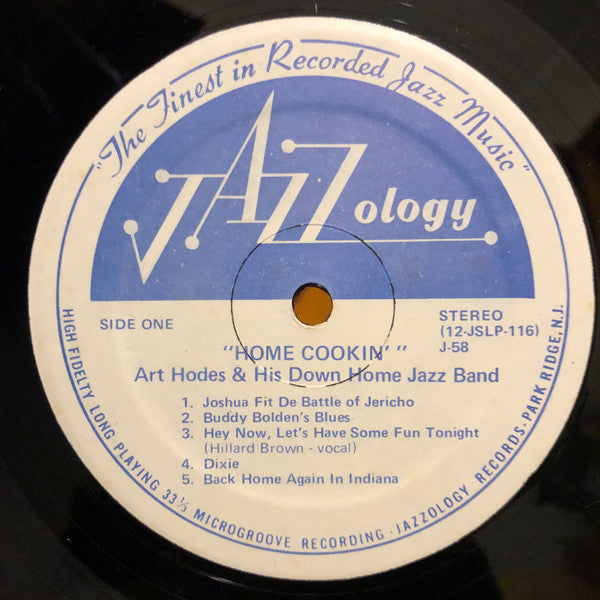 "The Finest in Recorded Jazz Music"
JAZZology
SIDE ONE
STEREO
(12-JSLP-116)
J-58
"HOME COOKIN' "
Art Hodes & His Down Home Jazz Band
1. Joshua Fit De Battle of Jericho
2. Buddy Bolden's Blues
3. Hey Now, Let's Have Some Fun Tonight
(Hillard Brown - vocal)
4. Dixie
5. Back Home Again In Indiana
HIGH FIDELTY LONG PLAYING 33⅓ MICROGROOVE RECORDING - JAZZOLOGY RECORDS - PARK RIDGE, N.J.